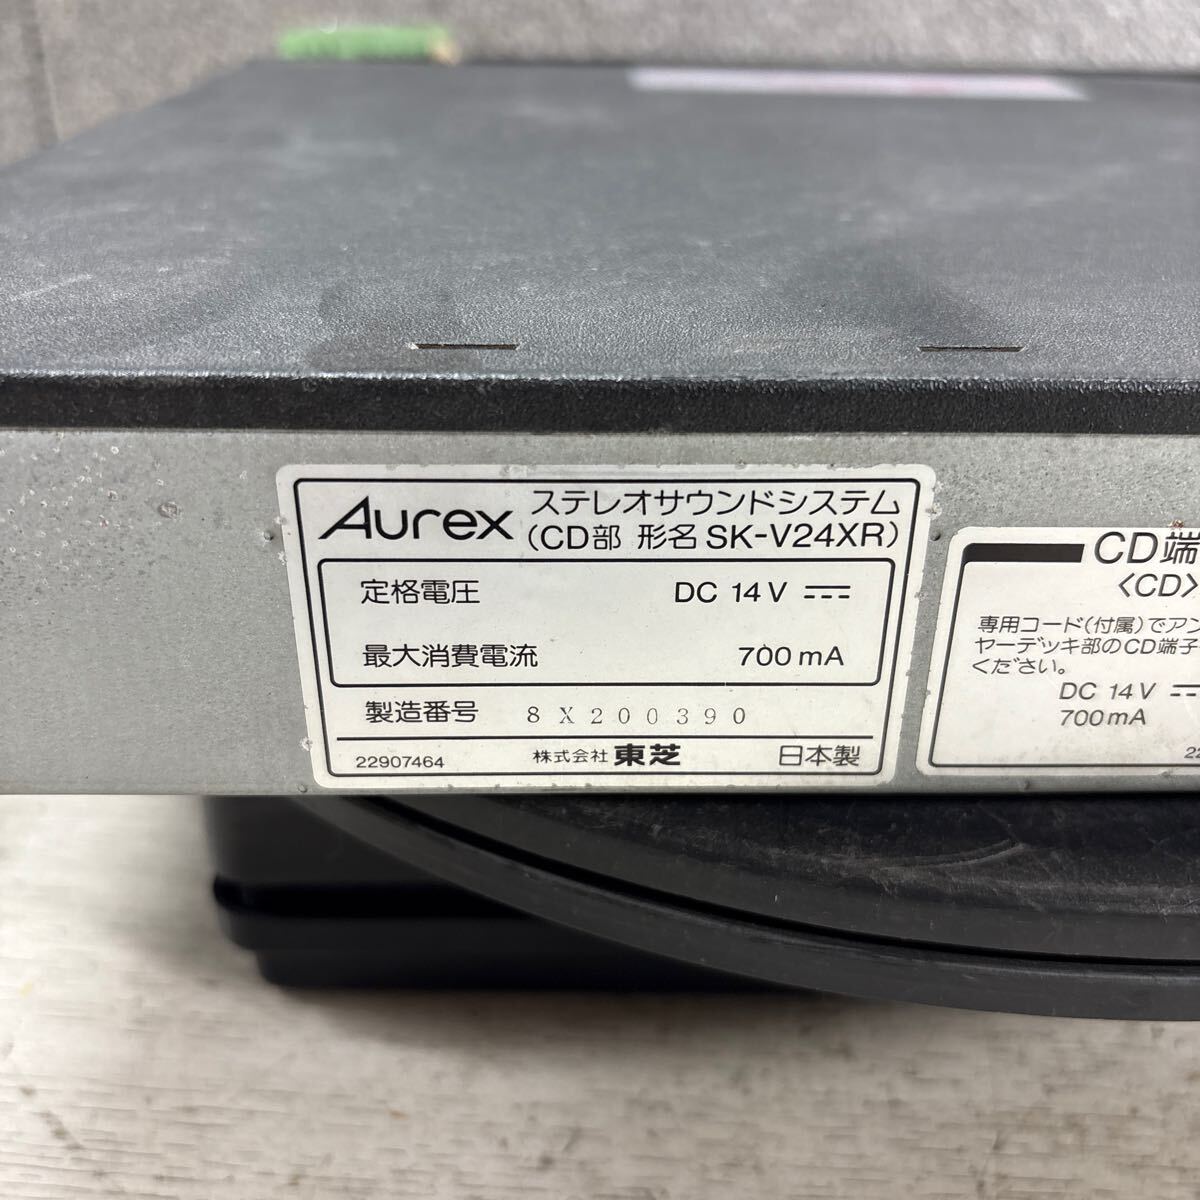 Aurex ステレオサウンドシステム
(CD部 形名 SK-V24XR)
定格電圧 DC 14V ⎓
最大消費電流 700mA
製造番号 8X200390
22907464 株式会社 東芝 日本製
CD端
〈CD〉
専用コード(付属)でアン
ヤーデッキ部のCD端子
ください。
DC 14V ⎓
700mA
22